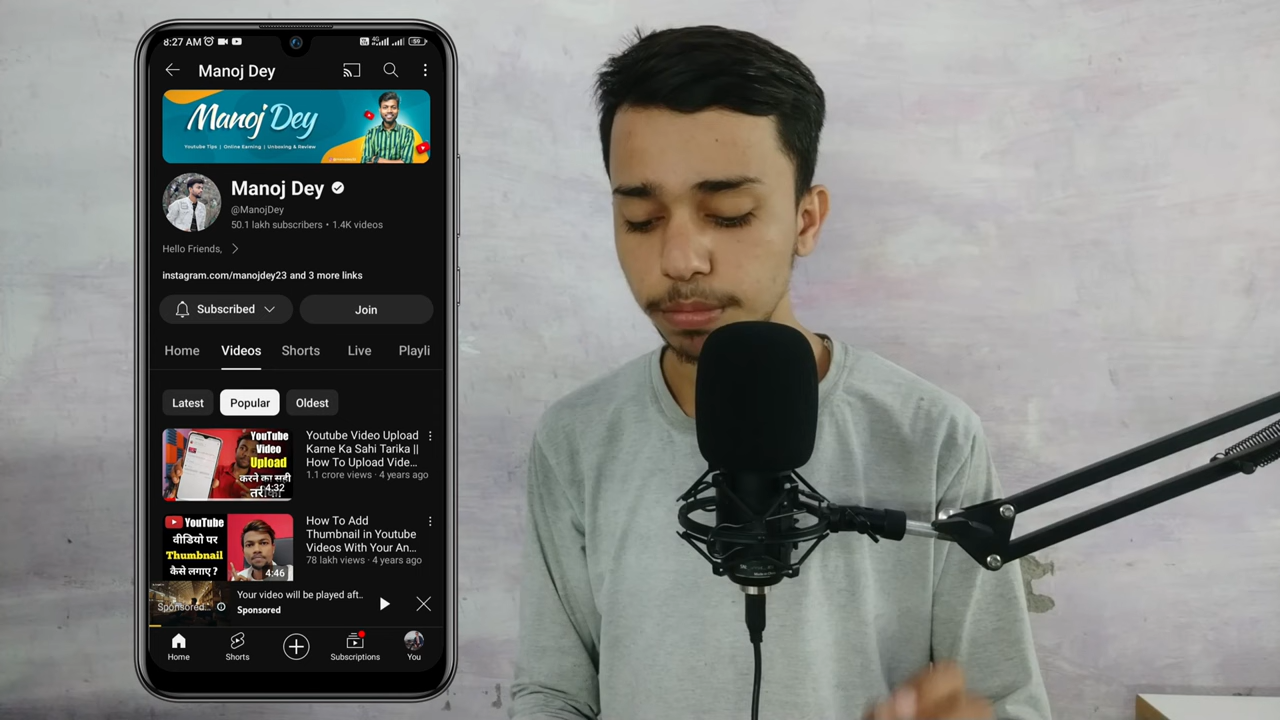 8:27 AM
4G
59
Manoj Dey
Manoj Dey
Youtube Tips | Online Earning | Unboxing & Review
Manoj Dey
@ManojDey
50.1 lakh subscribers • 1.4K videos
Hello Friends,
instagram.com/manojdey23 and 3 more links
Subscribed
Join
Home Videos Shorts Live Playli
Latest Popular Oldest
YouTube
Video
Upload
करने का सही
तरीका
4:32
Youtube Video Upload
Karne Ka Sahi Tarika ||
How To Upload Vide...
1.1 crore views · 4 years ago
YouTube
वीडियो पर
Thumbnail
कैसे लगाए ?
4:46
How To Add
Thumbnail in Youtube
Videos With Your An...
78 lakh views · 4 years ago
Sponsored
Your video will be played aft..
Sponsored
Home Shorts Subscriptions You